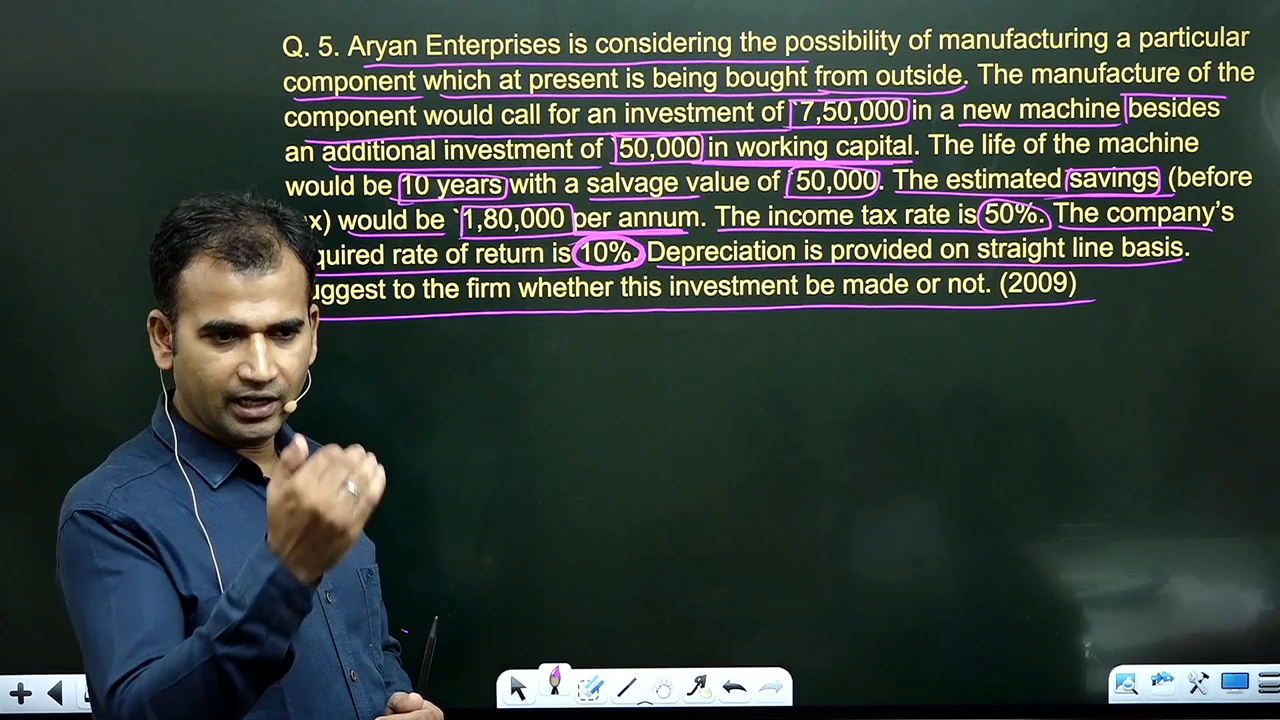 Q. 5. Aryan Enterprises is considering the possibility of manufacturing a particular
component which at present is being bought from outside. The manufacture of the
component would call for an investment of `7,50,000 in a new machine besides
an additional investment of `50,000 in working capital. The life of the machine
would be 10 years with a salvage value of `50,000. The estimated savings (before
x) would be `1,80,000 per annum. The income tax rate is 50%. The company's
quired rate of return is 10%. Depreciation is provided on straight line basis.
uggest to the firm whether this investment be made or not. (2009)